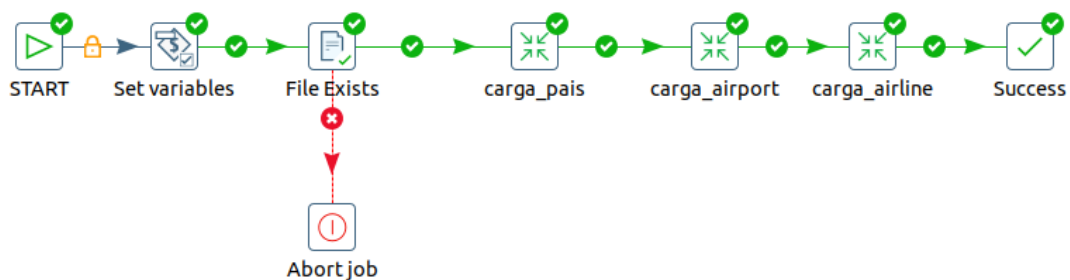 START
Set variables
File Exists
carga_pais
carga_airport
carga_airline
Success
Abort job